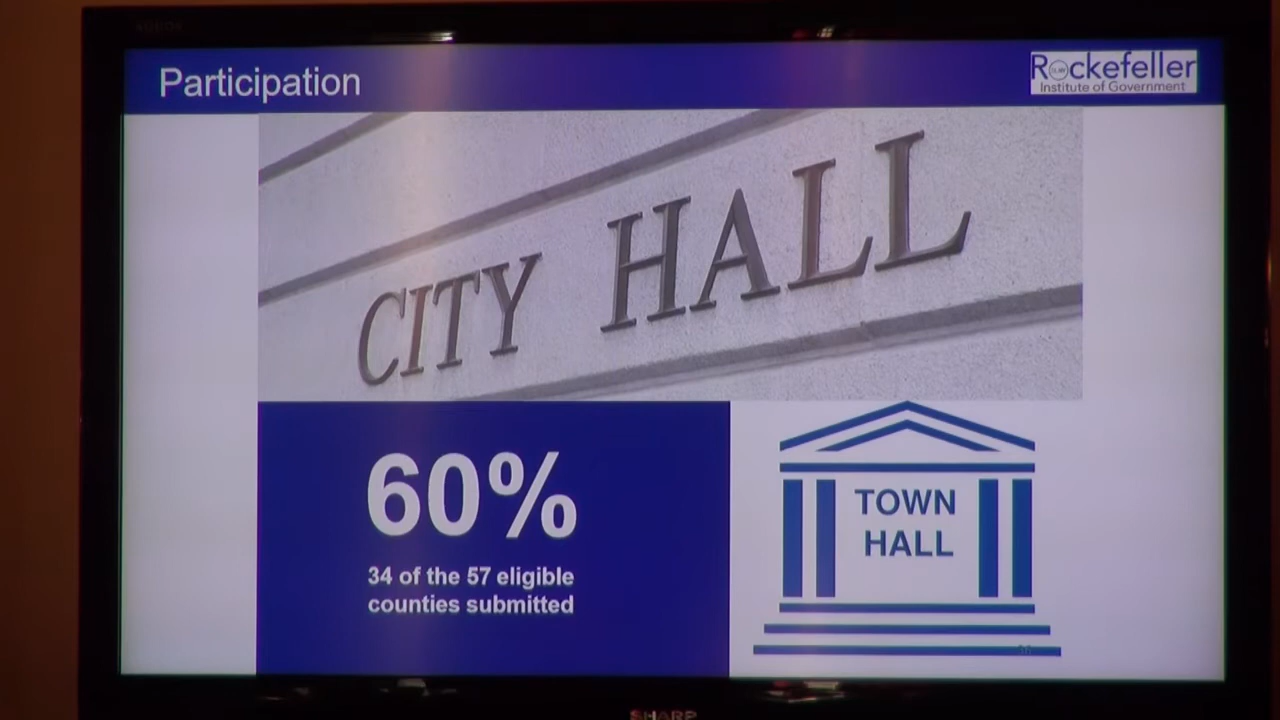 Participation
Rockefeller
Institute of Government
CITY HALL
60%
34 of the 57 eligible
counties submitted
TOWN
HALL
SHARP